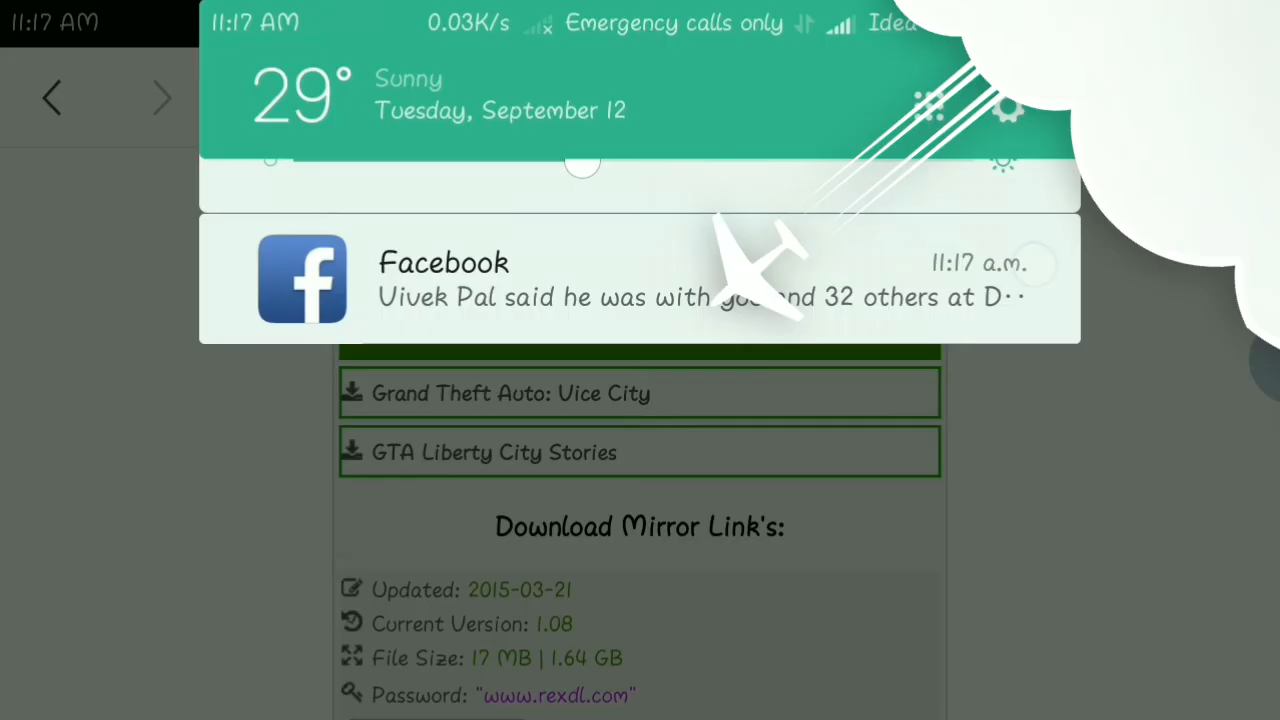 11:17 AM
11:17 AM 0.03K/s Emergency calls only Idea
29° Sunny
Tuesday, September 12
Facebook 11:17 a.m.
Vivek Pal said he was with you and 32 others at D··
Grand Theft Auto: Vice City
GTA Liberty City Stories
Download Mirror Link's:
Updated: 2015-03-21
Current Version: 1.08
File Size: 17 MB | 1.64 GB
Password: "www.rexdl.com"